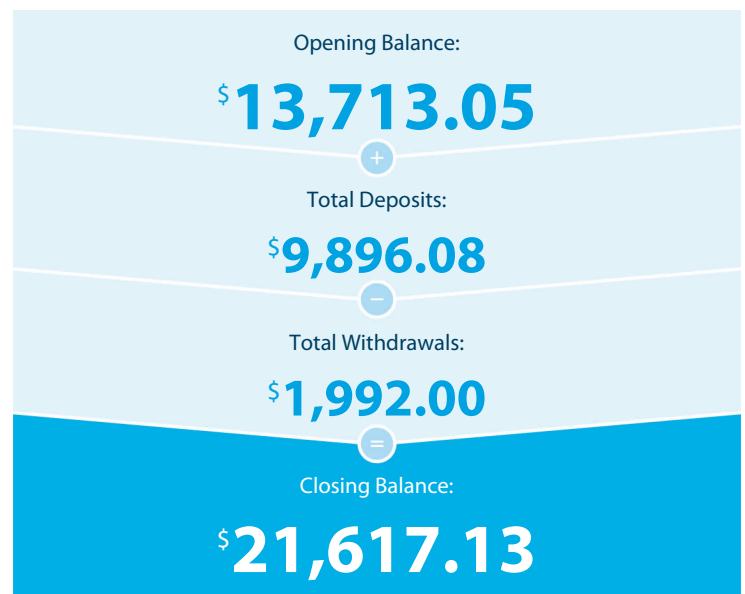 Opening Balance:
$13,713.05
+
Total Deposits:
$9,896.08
−
Total Withdrawals:
$1,992.00
=
Closing Balance:
$21,617.13